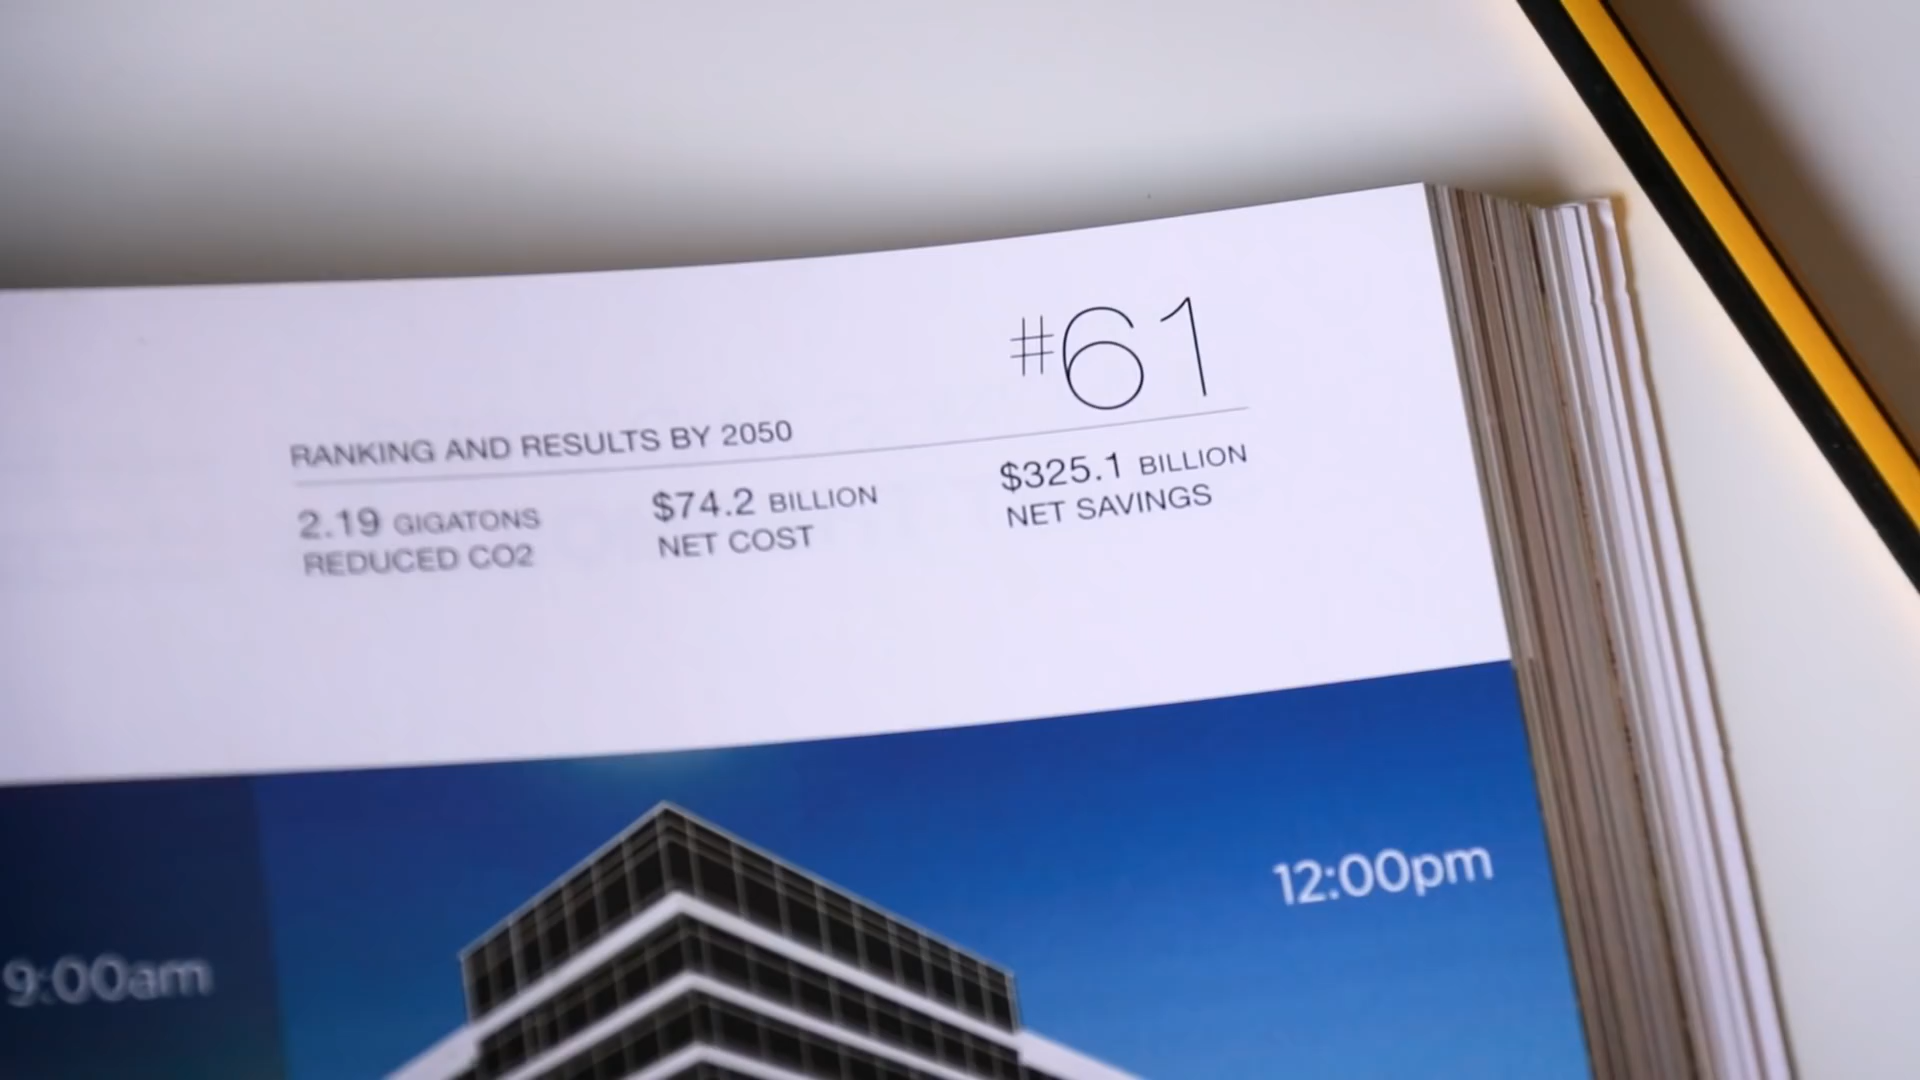 #61
RANKING AND RESULTS BY 2050
2.19 GIGATONS
REDUCED CO2
$74.2 BILLION
NET COST
$325.1 BILLION
NET SAVINGS
12:00pm
9:00am